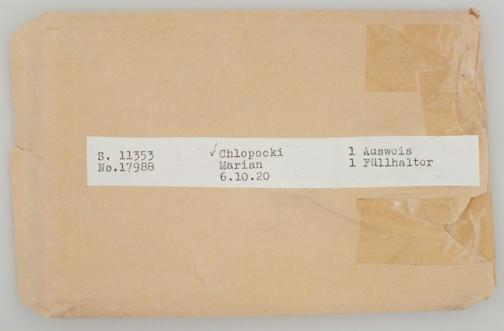 S. 11353 ✓Chlopocki 1 Ausweis
No.17988 Marian 1 Füllhalter
6.10.20